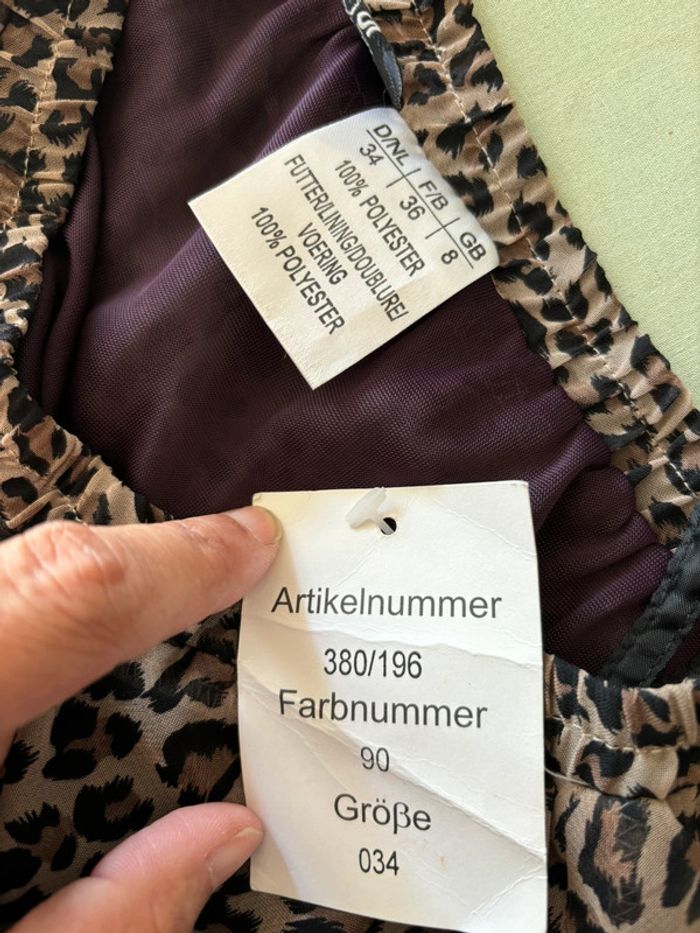 D/NL | F/B | GB
34 | 36 | 8
100% POLYESTER
FUTTER/LINING/DOUBLURE/
VOERING
100% POLYESTER
Artikelnummer
380/196
Farbnummer
90
Größe
034